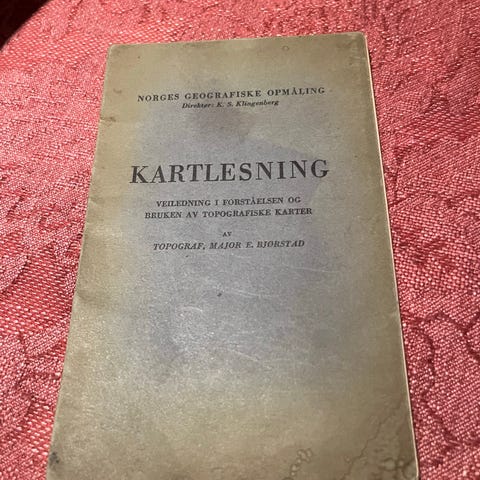 NORGES GEOGRAFISKE OPMÅLING
Direktør: K. S. Klingenberg
KARTLESNING
VEILEDNING I FORSTÅELSEN OG
BRUKEN AV TOPOGRAFISKE KARTER
AV
TOPOGRAF, MAJOR E. BJØRSTAD